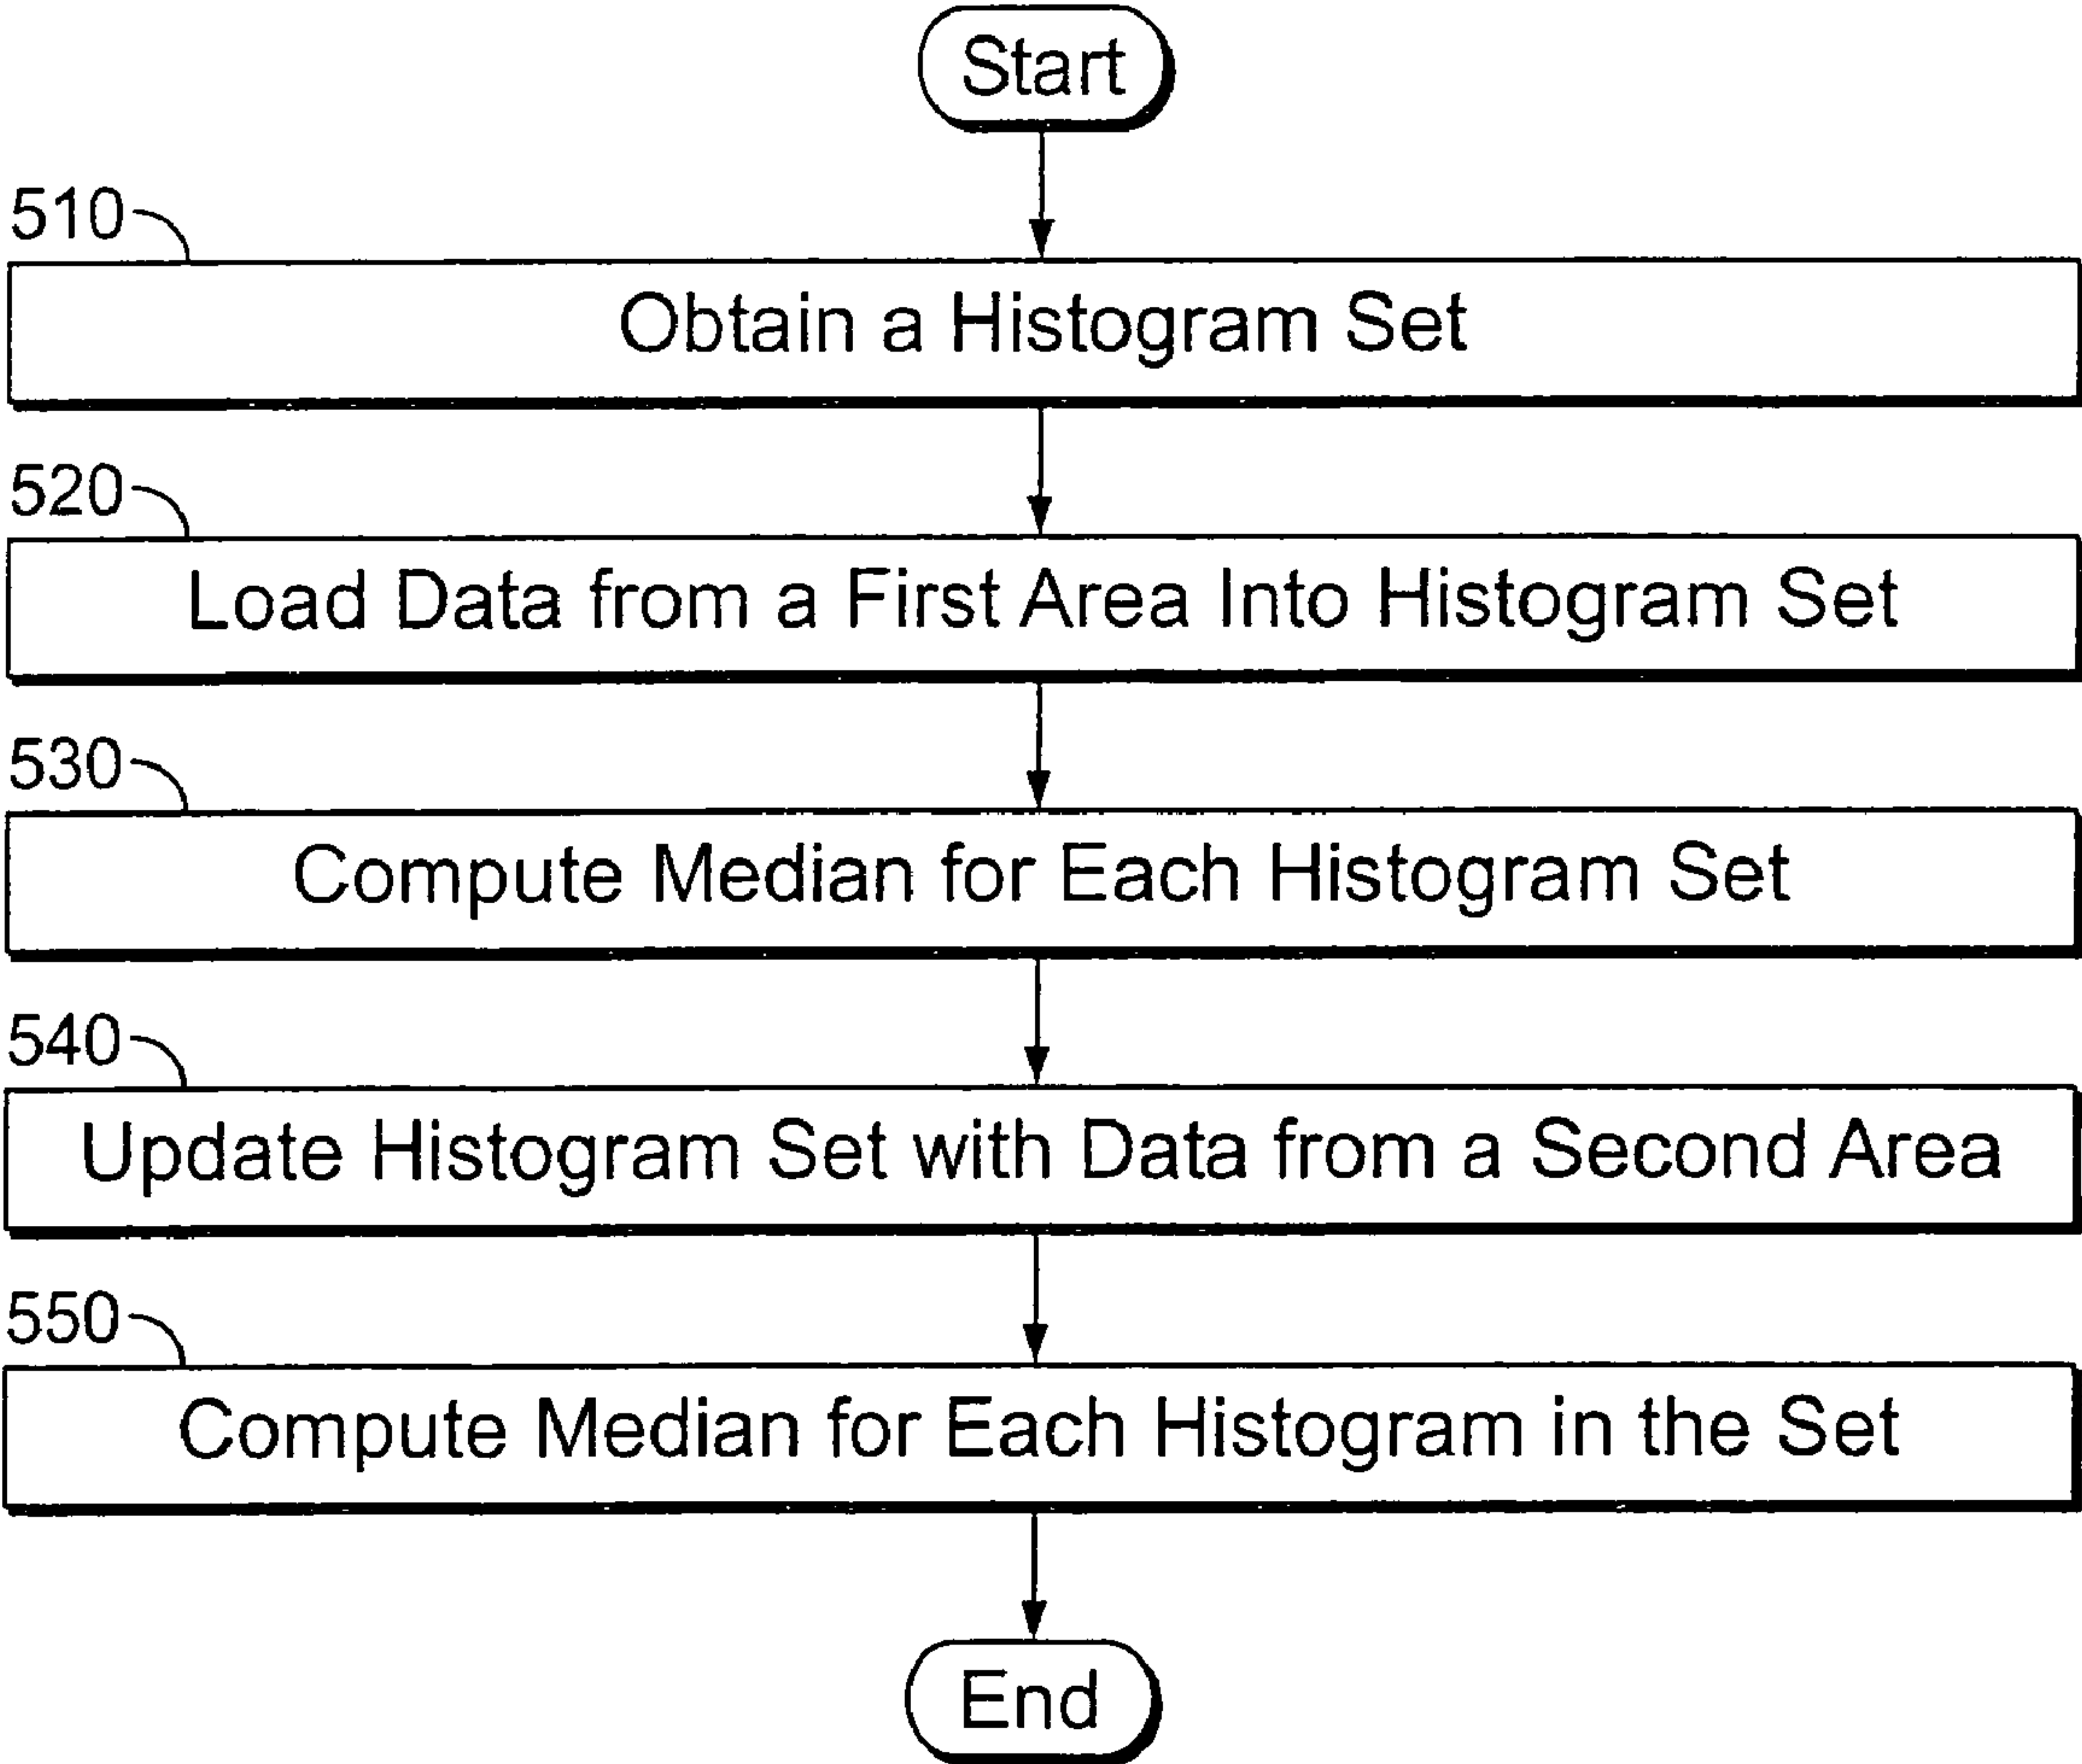 Start
510
Obtain a Histogram Set
520
Load Data from a First Area Into Histogram Set
530
Compute Median for Each Histogram Set
540
Update Histogram Set with Data from a Second Area
550
Compute Median for Each Histogram in the Set
End